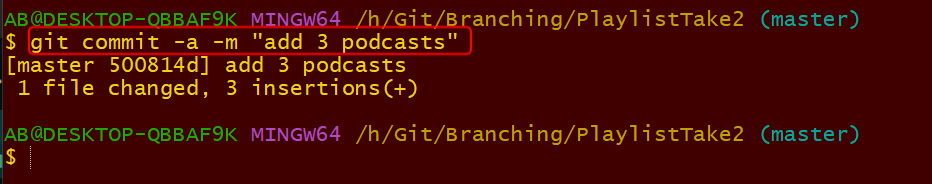 AB@DESKTOP-QBBAF9K MINGW64 /h/Git/Branching/PlaylistTake2 (master)
$ git commit -a -m "add 3 podcasts"
[master 500814d] add 3 podcasts
 1 file changed, 3 insertions(+)
AB@DESKTOP-QBBAF9K MINGW64 /h/Git/Branching/PlaylistTake2 (master)
$